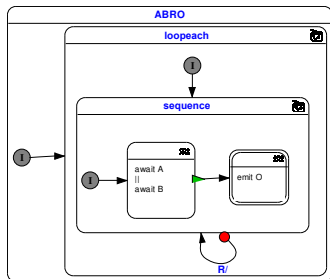 ABRO
loopeach
I
sequence
I
I
await A
||
await B
emit O
R/